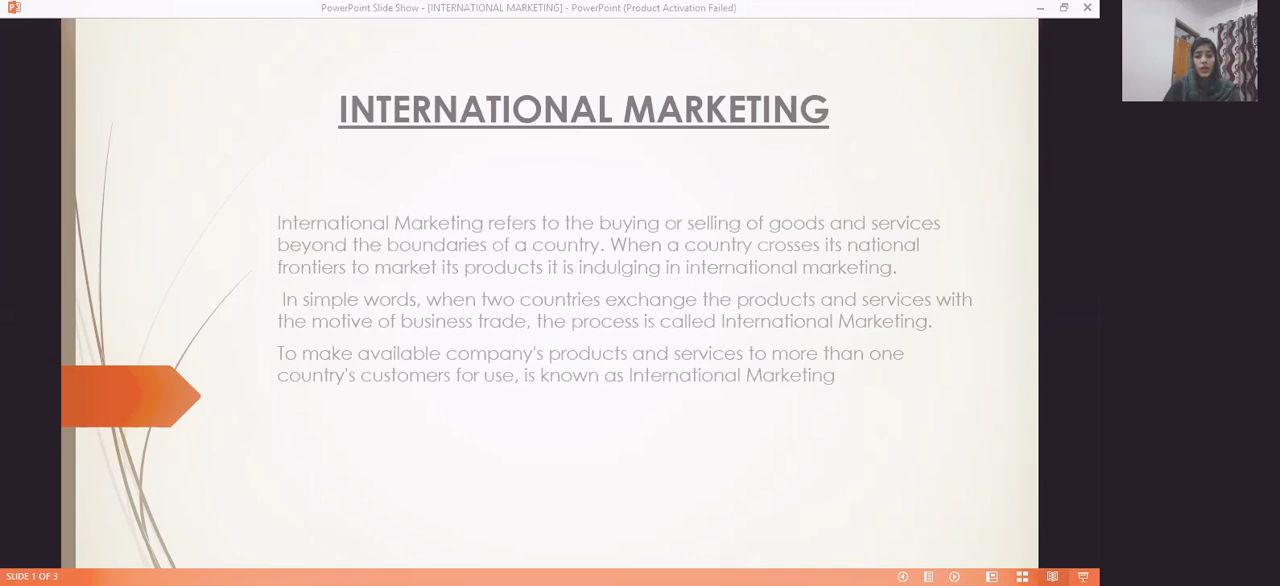 PowerPoint Slide Show - [INTERNATIONAL MARKETING] - PowerPoint (Product Activation Failed)
INTERNATIONAL MARKETING
International Marketing refers to the buying or selling of goods and services
beyond the boundaries of a country. When a country crosses its national
frontiers to market its products it is indulging in international marketing.
In simple words, when two countries exchange the products and services with
the motive of business trade, the process is called International Marketing.
To make available company's products and services to more than one
country's customers for use, is known as International Marketing
SLIDE 1 OF 3